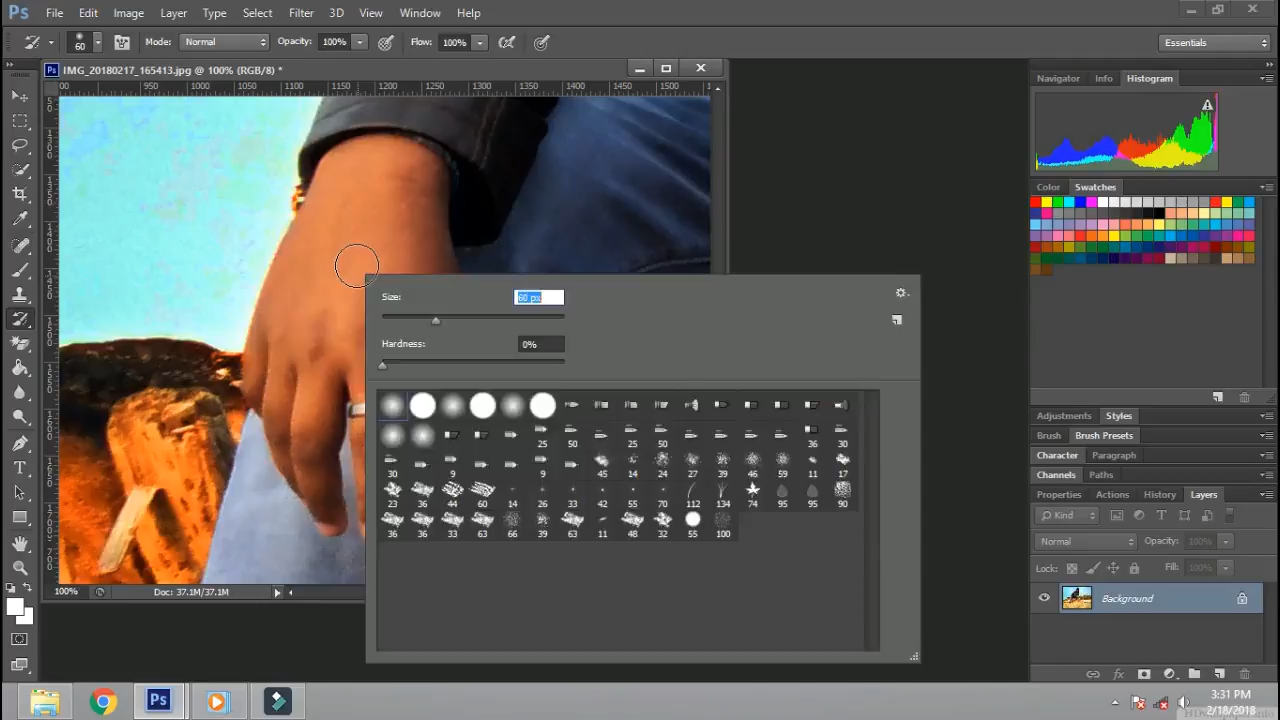 Ps File Edit Image Layer Type Select Filter 3D View Window Help
60 Mode: Normal Opacity: 100% Flow: 100% Essentials
Ps IMG_20180217_165413.jpg @ 100% (RGB/8) *
00 950 1000 1050 1100 1150 1200 1250 1300 1350 1400 1450 1500
Navigator Info Histogram
Color Swatches
Size: 60 px
Hardness: 0%
25 50 25 50 36 30
30 9 9 45 14 24 27 39 46 59 11 17
23 36 44 60 14 26 33 42 55 70 112 134 74 95 95 90
36 36 33 63 66 39 63 11 48 32 55 100
Adjustments Styles
Brush Brush Presets
Character Paragraph
Channels Paths
Properties Actions History Layers
Kind
Normal Opacity: 100%
Lock: Fill: 100%
Background
100% Doc: 37.1M/37.1M
Ps
3:31 PM
2/18/2018